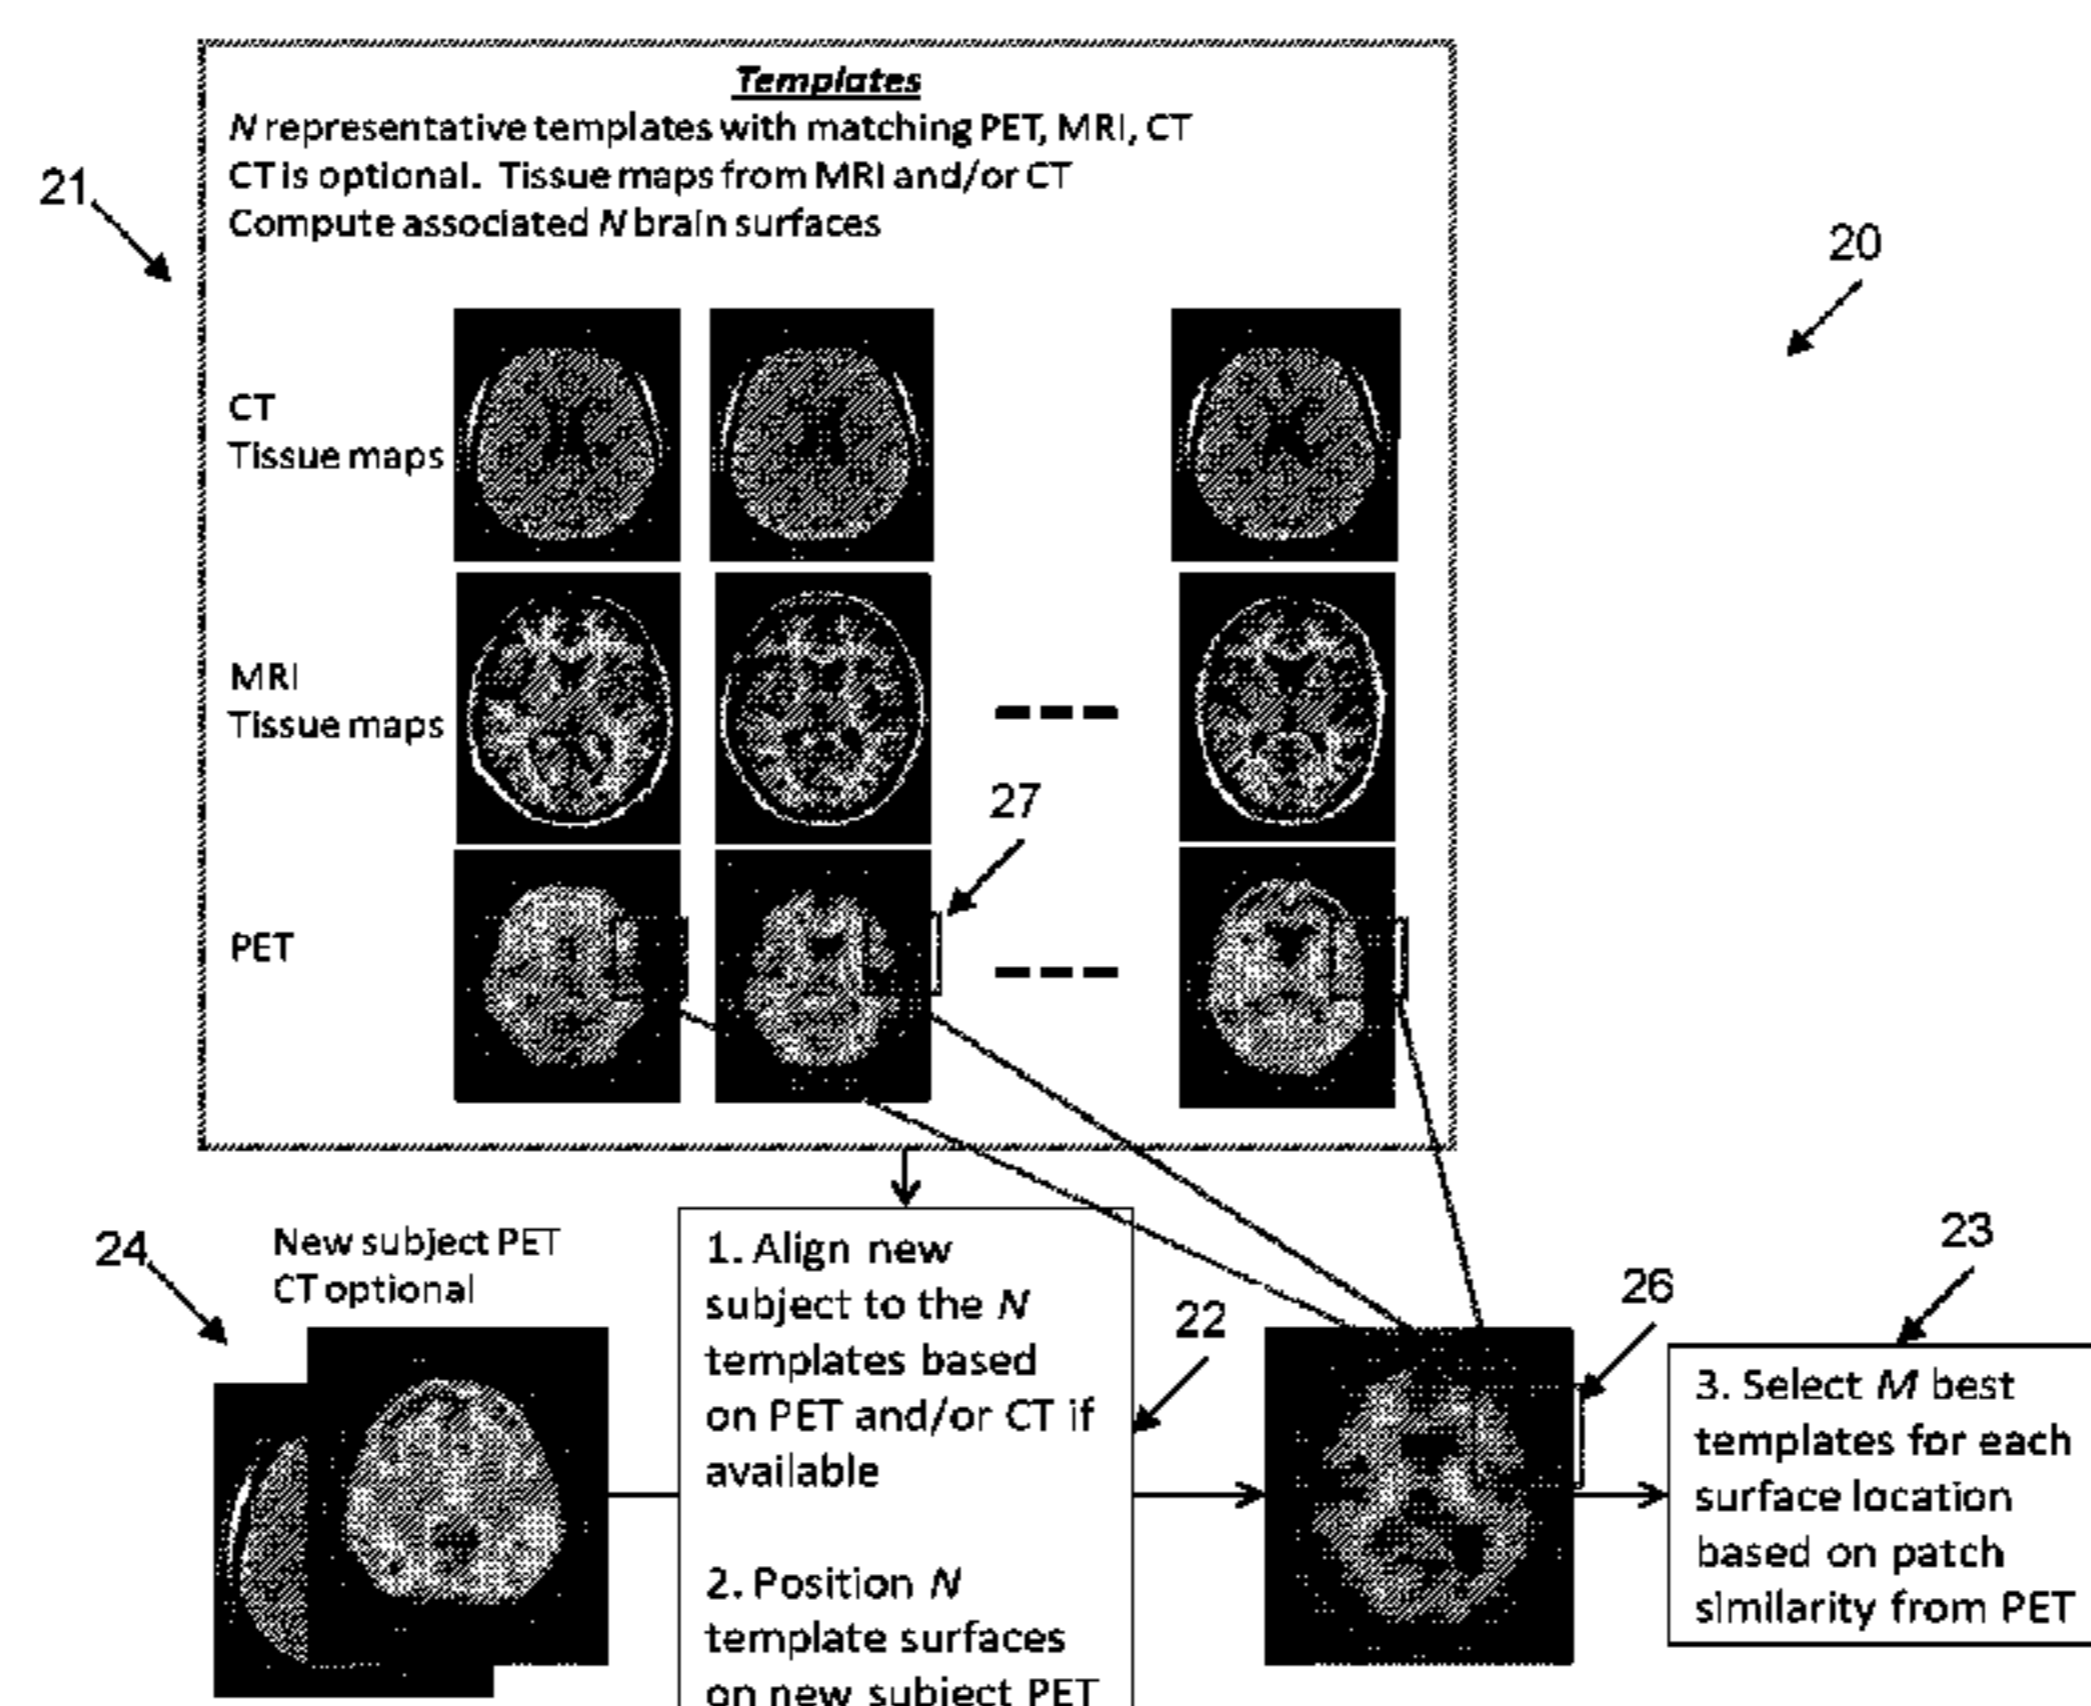 Templates
N representative templates with matching PET, MRI, CT
CT is optional. Tissue maps from MRI and/or CT
Compute associated N brain surfaces
21
20
CT
Tissue maps
MRI
Tissue maps
27
PET
24
New subject PET
CT optional
1. Align new
subject to the N
templates based
on PET and/or CT if
available
2. Position N
template surfaces
on new subject PET
22
26
23
3. Select M best
templates for each
surface location
based on patch
similarity from PET